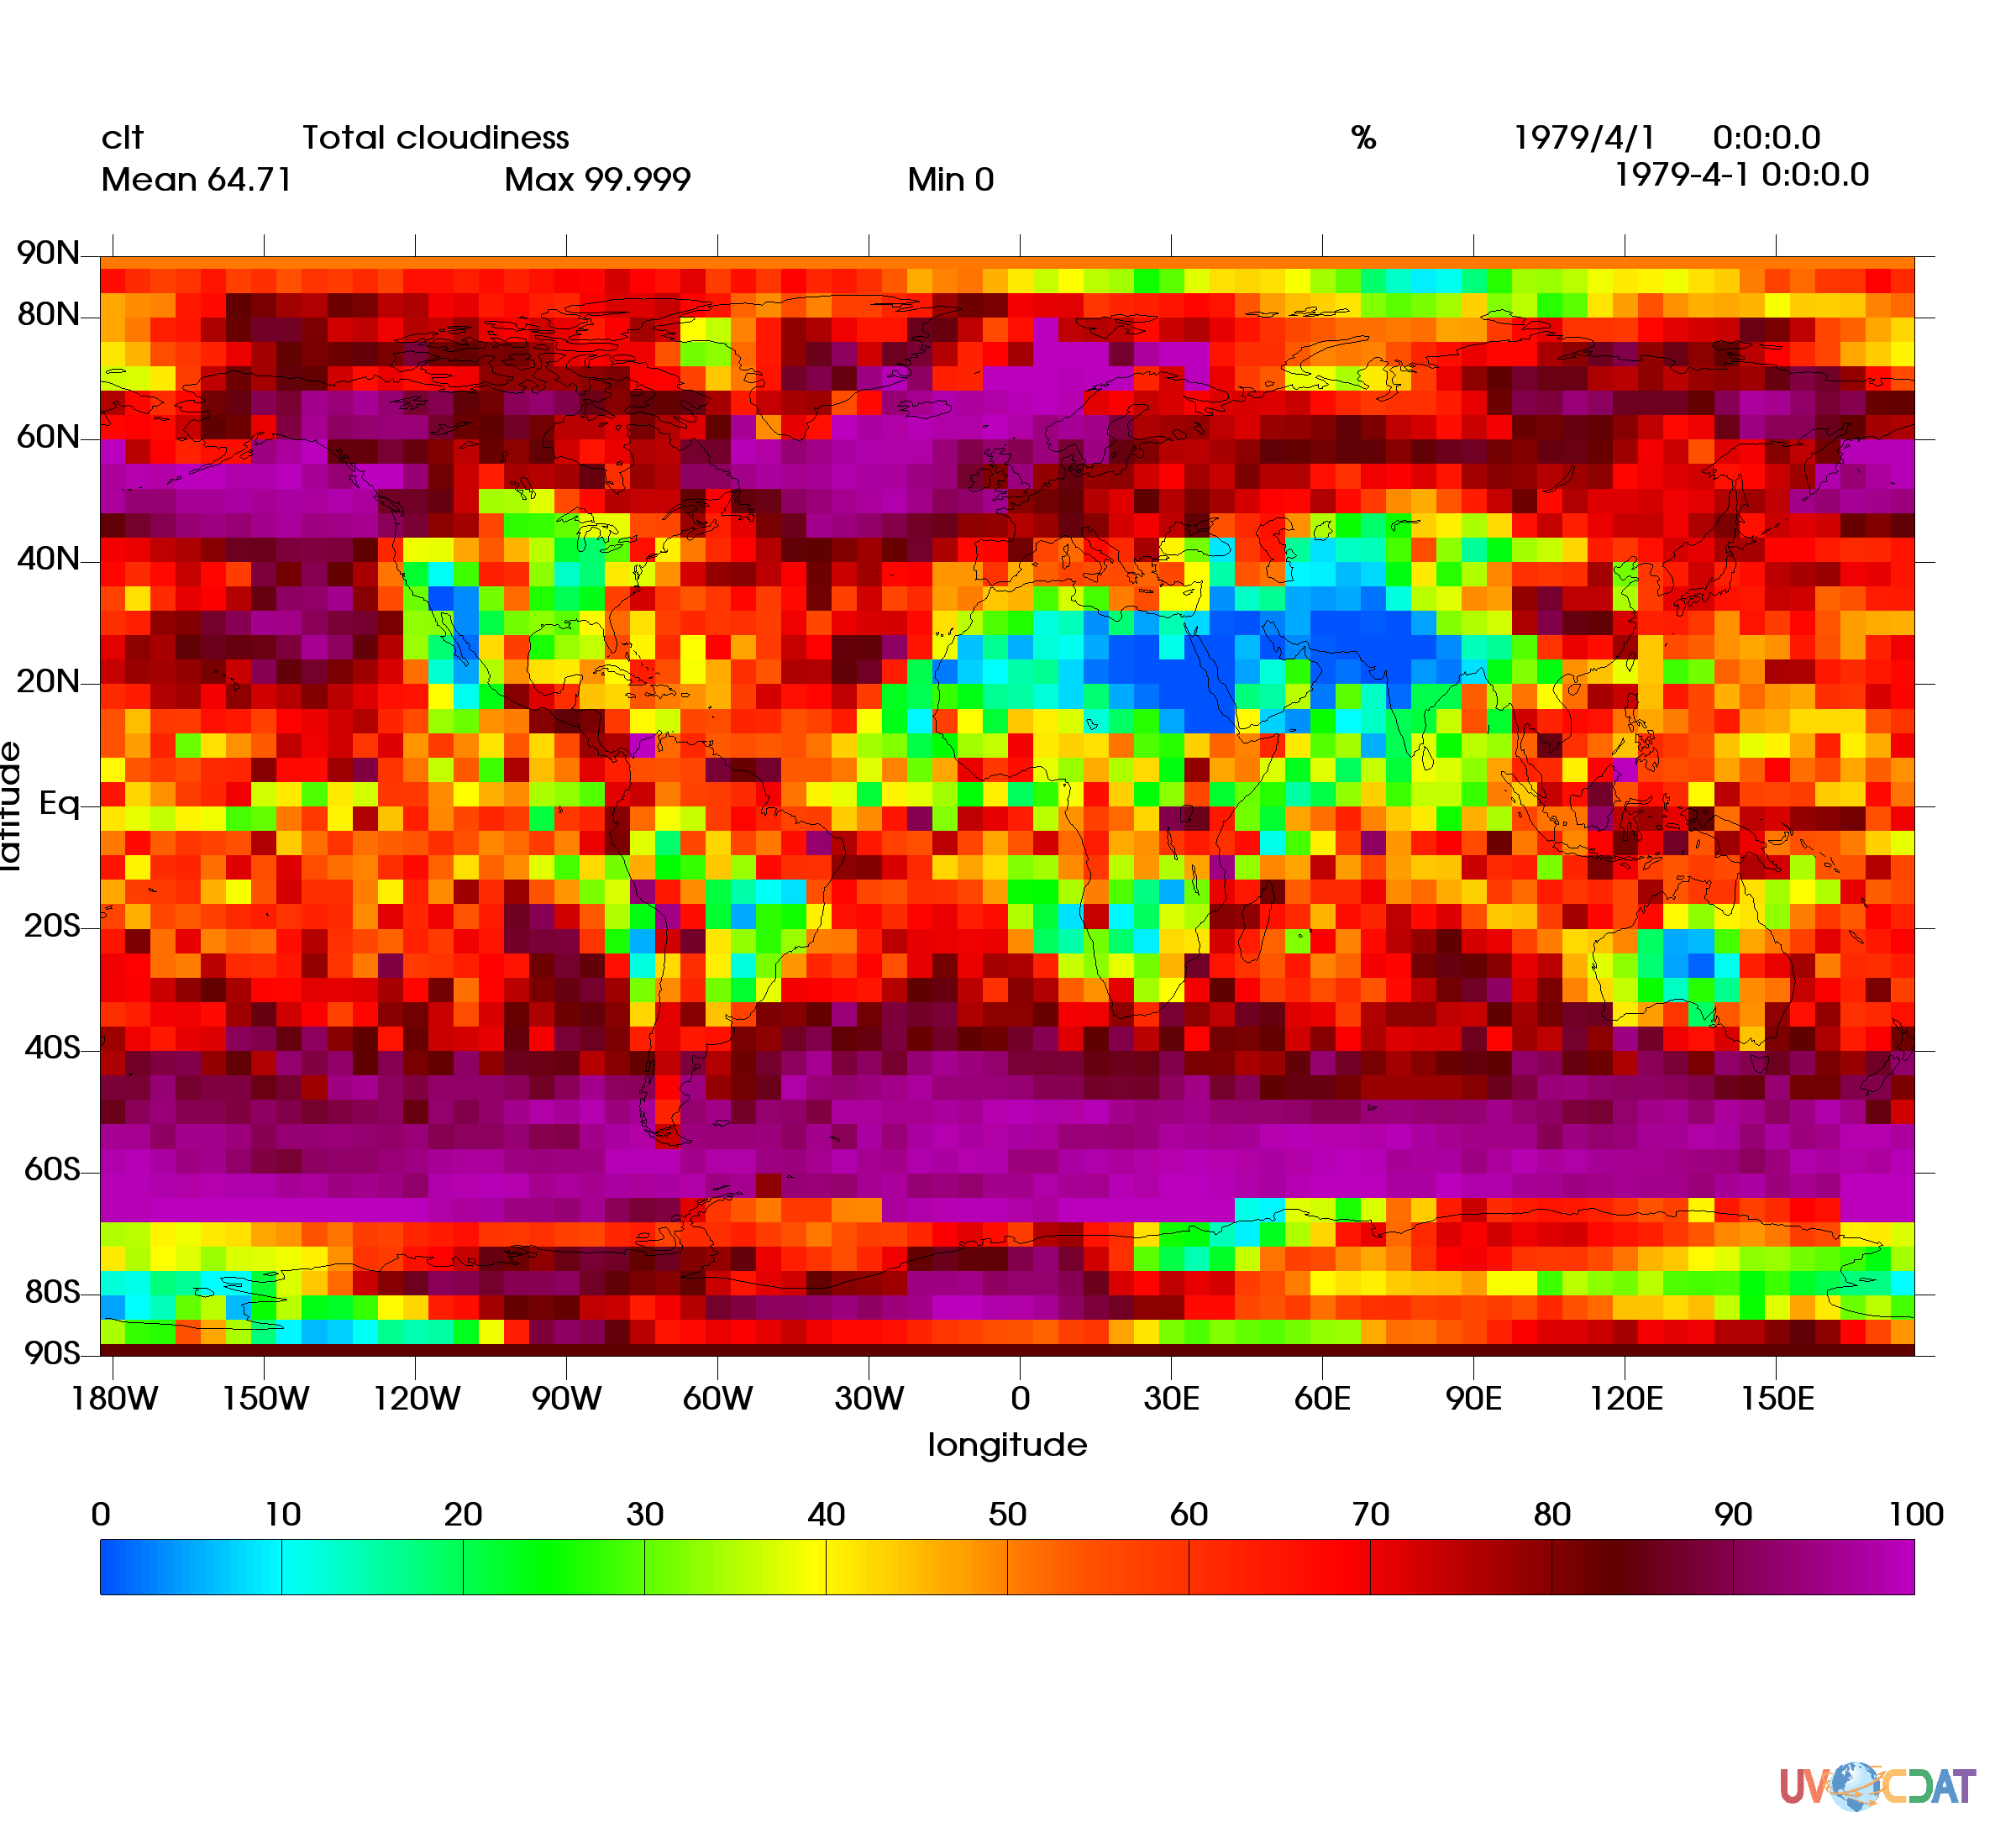 clt Total cloudiness % 1979/4/1 0:0:0.0
Mean 64.71 Max 99.999 Min 0 1979-4-1 0:0:0.0
90N
80N
60N
40N
20N
Eq
20S
40S
60S
80S
90S
latitude
180W 150W 120W 90W 60W 30W 0 30E 60E 90E 120E 150E
longitude
0 10 20 30 40 50 60 70 80 90 100
UV CDAT